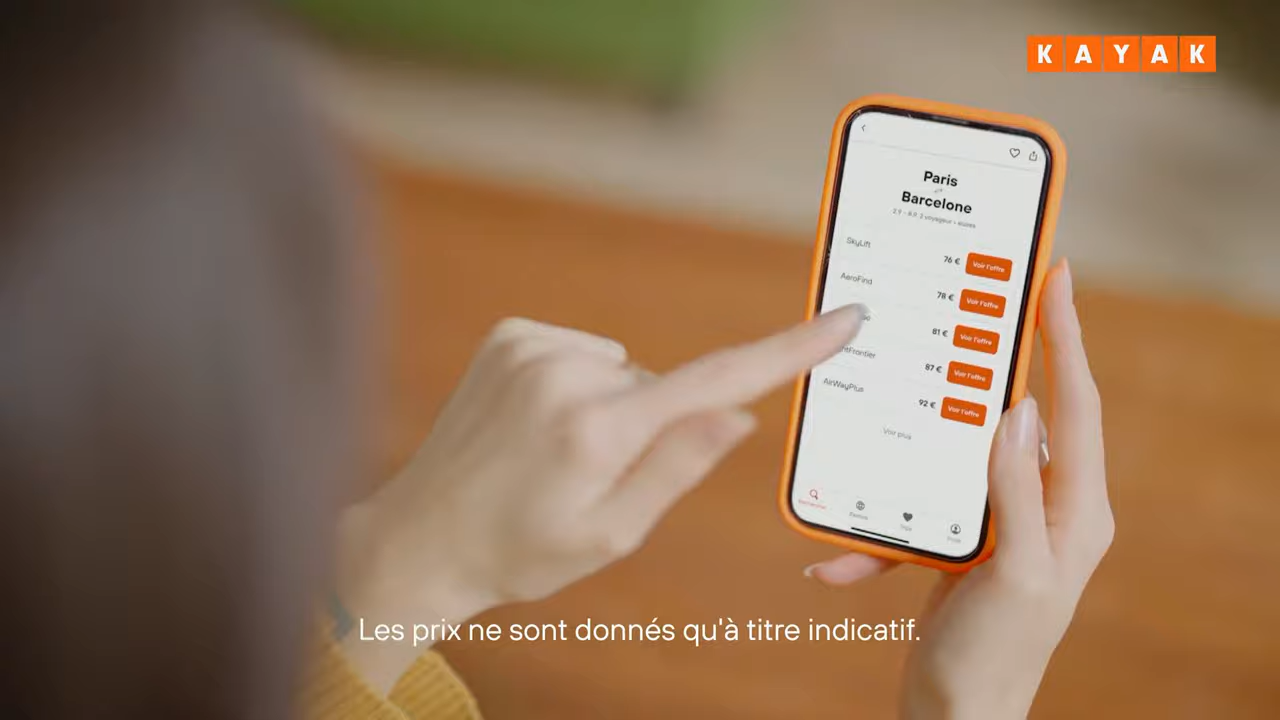 KAYAK
Paris
Barcelone
SkyLift
76 €
Voir l'offre
AeroFind
78 €
Voir l'offre
81 €
Voir l'offre
87 €
Voir l'offre
AirWayPlus
92 €
Voir l'offre
Voir plus
Les prix ne sont donnés qu'à titre indicatif.